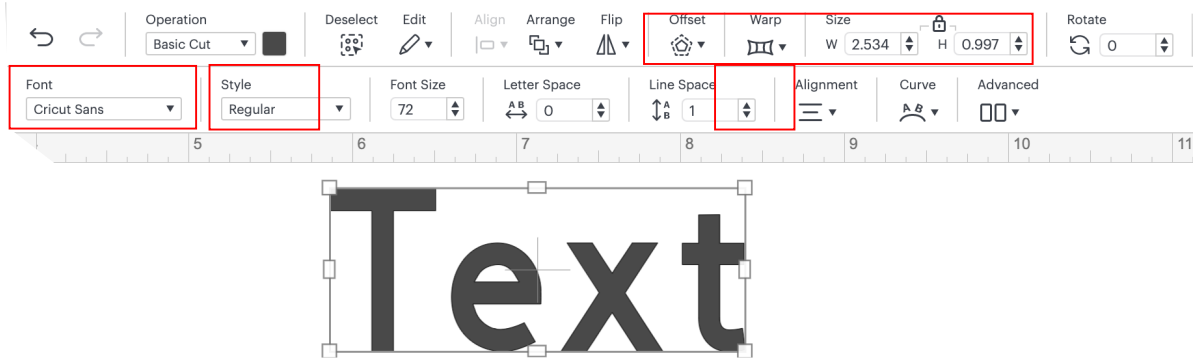 Operation Deselect Edit Align Arrange Flip Offset Warp Size Rotate
Basic Cut W 2.534 H 0.997 0
Font Style Font Size Letter Space Line Space Alignment Curve Advanced
Cricut Sans Regular 72 A B 0 A B 1 A B
5 6 7 8 9 10 11
Text